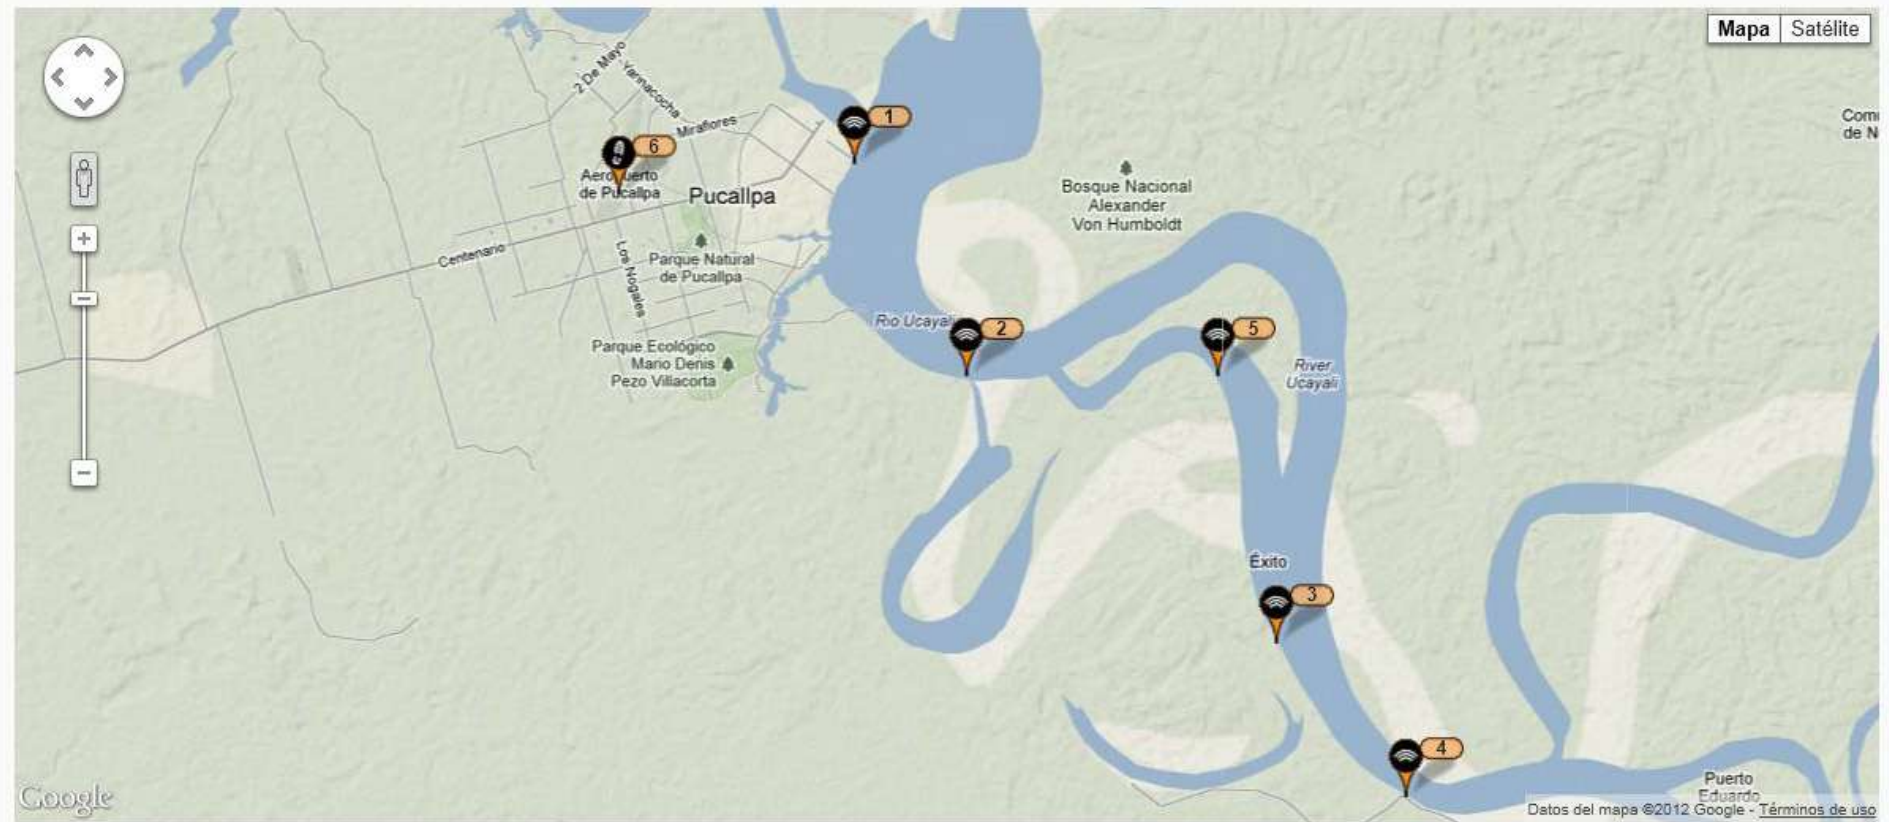 Mapa
Satélite
2 De Mayo
Yarinacocha
Miraflores
1
6
Aeropuerto
de Pucallpa
Pucallpa
Bosque Nacional
Alexander
Von Humboldt
Centenario
Los Nogales
Parque Natural
de Pucallpa
Rio Ucayali
2
5
Parque Ecológico
Mario Denis
Pezo Villacorta
River
Ucayali
Éxito
3
4
Puerto
Eduardo
Google
Datos del mapa ©2012 Google - Términos de uso